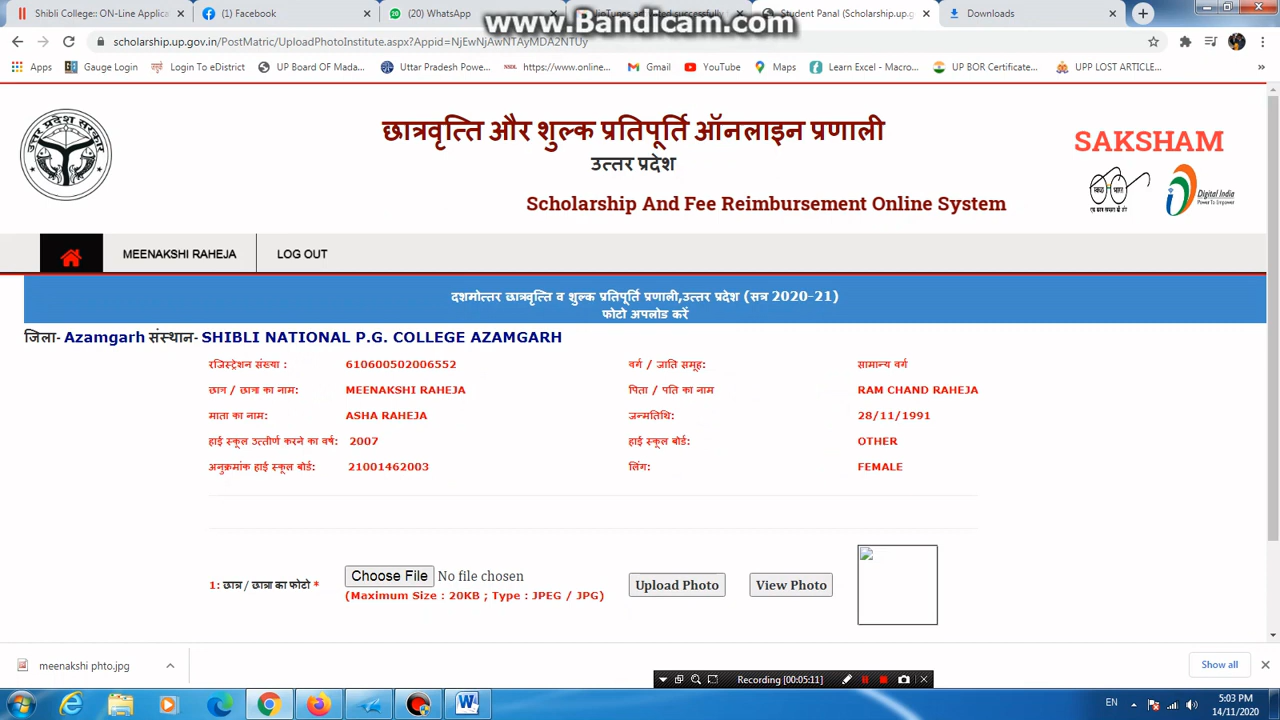 Shibli College: ON-Line Applica
(1) Facebook
(20) WhatsApp
Student Panal (Scholarship.up.g
Downloads
www.Bandicam.com
scholarship.up.gov.in/PostMatric/UploadPhotoInstitute.aspx?Appid=NjEwNjAwNTAyMDA2NTUy
Apps
Gauge Login
Login To eDistrict
UP Board OF Mada...
Uttar Pradesh Powe...
https://www.online...
Gmail
YouTube
Maps
Learn Excel - Macro...
UP BOR Certificate...
UPP LOST ARTICLE...
छात्रवृत्ति और शुल्क प्रतिपूर्ति ऑनलाइन प्रणाली
उत्तर प्रदेश
Scholarship And Fee Reimbursement Online System
SAKSHAM
Digital India
Power To Empower
MEENAKSHI RAHEJA
LOG OUT
दशमोत्तर छात्रवृत्ति व शुल्क प्रतिपूर्ति प्रणाली,उत्तर प्रदेश (सत्र 2020-21)
फोटो अपलोड करें
जिला- Azamgarh संस्थान- SHIBLI NATIONAL P.G. COLLEGE AZAMGARH
रजिस्ट्रेशन संख्या : 610600502006552 वर्ग / जाति समूह: सामान्य वर्ग
छात्र / छात्रा का नाम: MEENAKSHI RAHEJA पिता / पति का नाम RAM CHAND RAHEJA
माता का नाम: ASHA RAHEJA जन्मतिथि: 28/11/1991
हाई स्कूल उत्तीर्ण करने का वर्ष: 2007 हाई स्कूल बोर्ड: OTHER
अनुक्रमांक हाई स्कूल बोर्ड: 21001462003 लिंग: FEMALE
1: छात्र / छात्रा का फोटो * Choose File No file chosen Upload Photo View Photo
(Maximum Size : 20KB ; Type : JPEG / JPG)
meenakshi phto.jpg
Show all
Recording [00:05:11]
EN
5:03 PM
14/11/2020